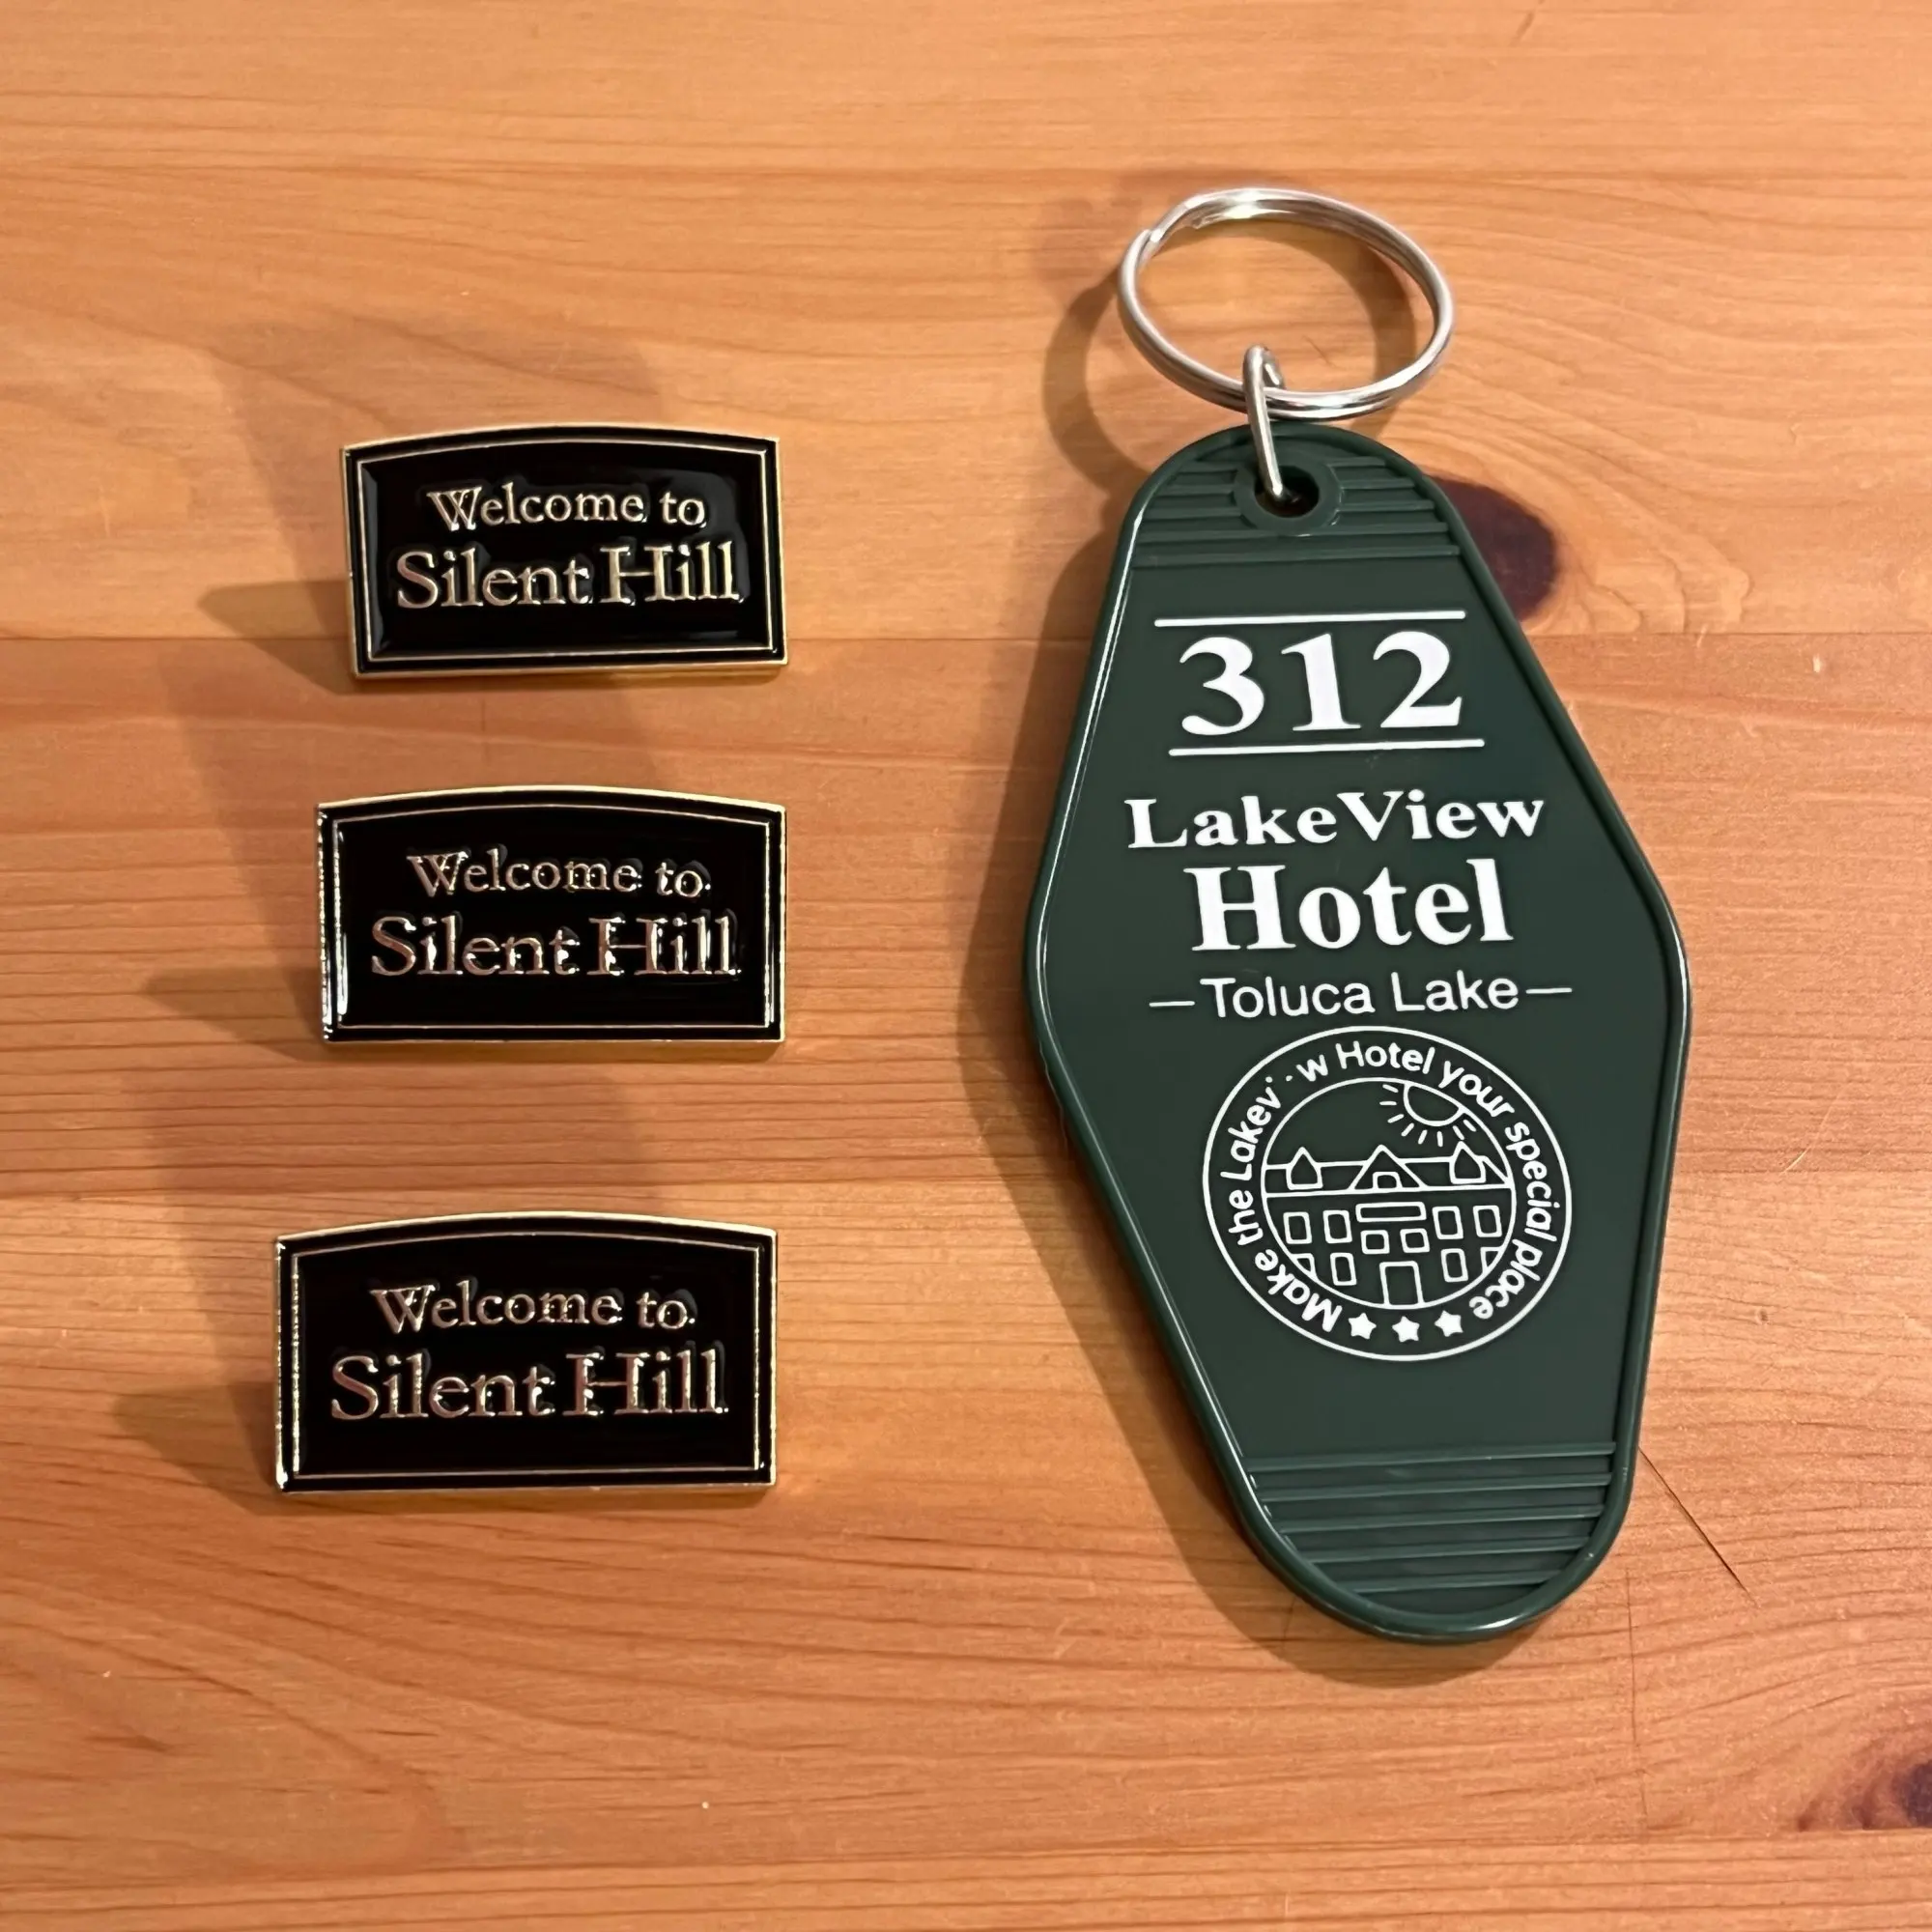 Welcome to
Silent Hill
Welcome to
Silent Hill
Welcome to
Silent Hill
312
LakeView
Hotel
—Toluca Lake—
Make the Hotel your special place